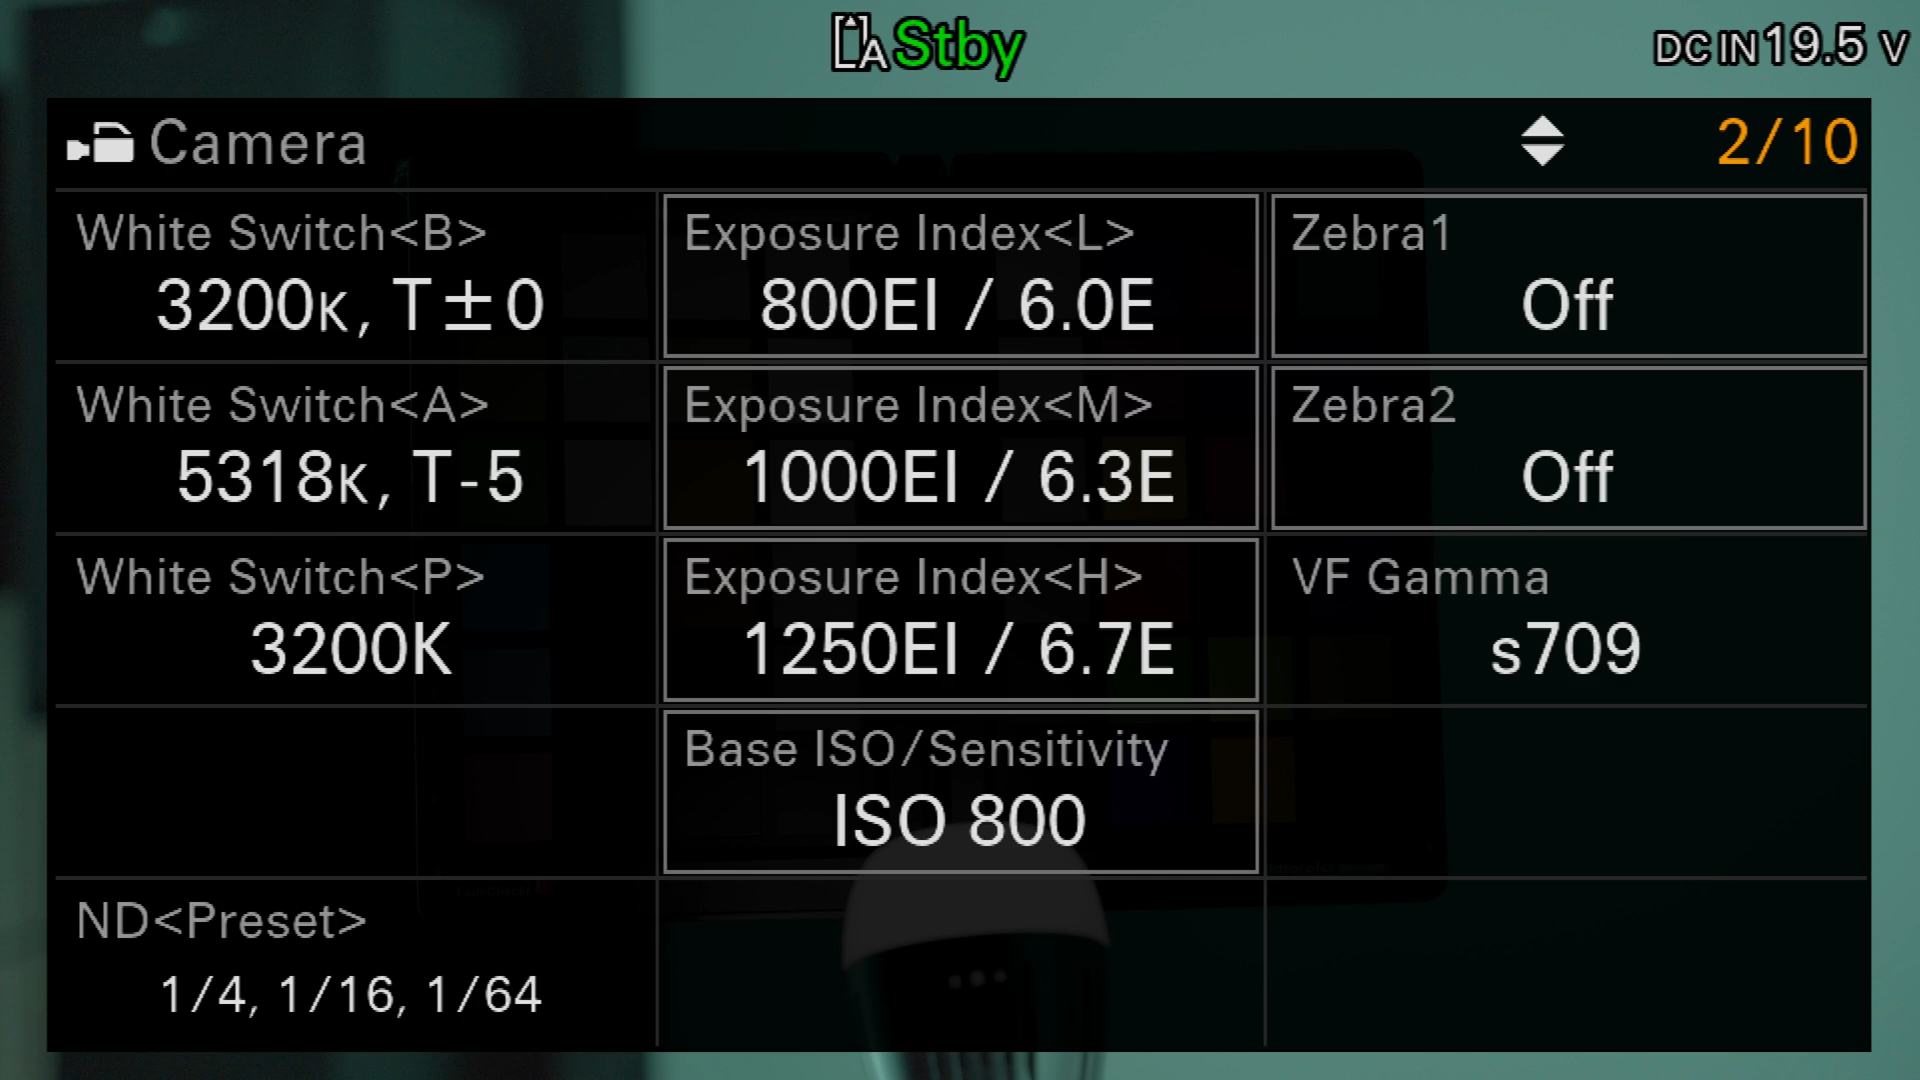 A Stby
DC IN 19.5 V
Camera
2/10
White Switch<B>
3200K, T±0
Exposure Index<L>
800EI / 6.0E
Zebra1
Off
White Switch<A>
5318K, T-5
Exposure Index<M>
1000EI / 6.3E
Zebra2
Off
White Switch<P>
3200K
Exposure Index<H>
1250EI / 6.7E
VF Gamma
s709
Base ISO/Sensitivity
ISO 800
ND<Preset>
1/4, 1/16, 1/64